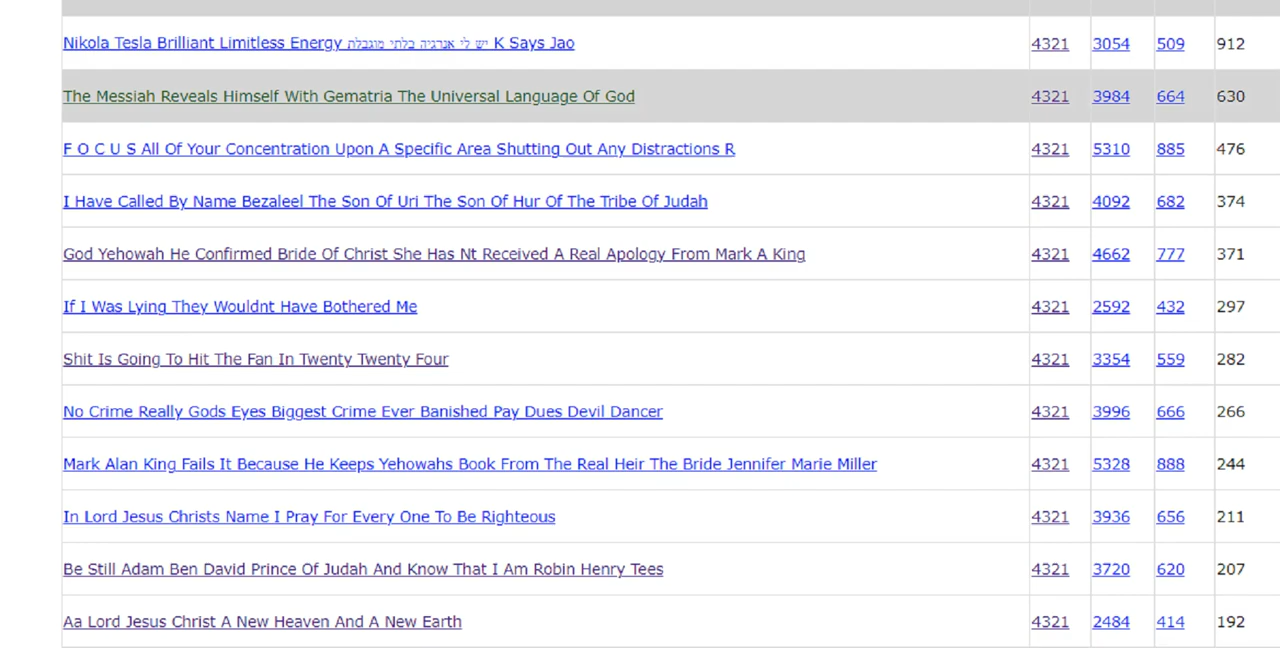 Nikola Tesla Brilliant Limitless Energy יש לי אנרגיה בלתי מוגבלת K Says Jao 4321 3054 509 912
The Messiah Reveals Himself With Gematria The Universal Language Of God 4321 3984 664 630
F O C U S All Of Your Concentration Upon A Specific Area Shutting Out Any Distractions R 4321 5310 885 476
I Have Called By Name Bezaleel The Son Of Uri The Son Of Hur Of The Tribe Of Judah 4321 4092 682 374
God Yehowah He Confirmed Bride Of Christ She Has Nt Received A Real Apology From Mark A King 4321 4662 777 371
If I Was Lying They Wouldnt Have Bothered Me 4321 2592 432 297
Shit Is Going To Hit The Fan In Twenty Twenty Four 4321 3354 559 282
No Crime Really Gods Eyes Biggest Crime Ever Banished Pay Dues Devil Dancer 4321 3996 666 266
Mark Alan King Fails It Because He Keeps Yehowahs Book From The Real Heir The Bride Jennifer Marie Miller 4321 5328 888 244
In Lord Jesus Christs Name I Pray For Every One To Be Righteous 4321 3936 656 211
Be Still Adam Ben David Prince Of Judah And Know That I Am Robin Henry Tees 4321 3720 620 207
Aa Lord Jesus Christ A New Heaven And A New Earth 4321 2484 414 192